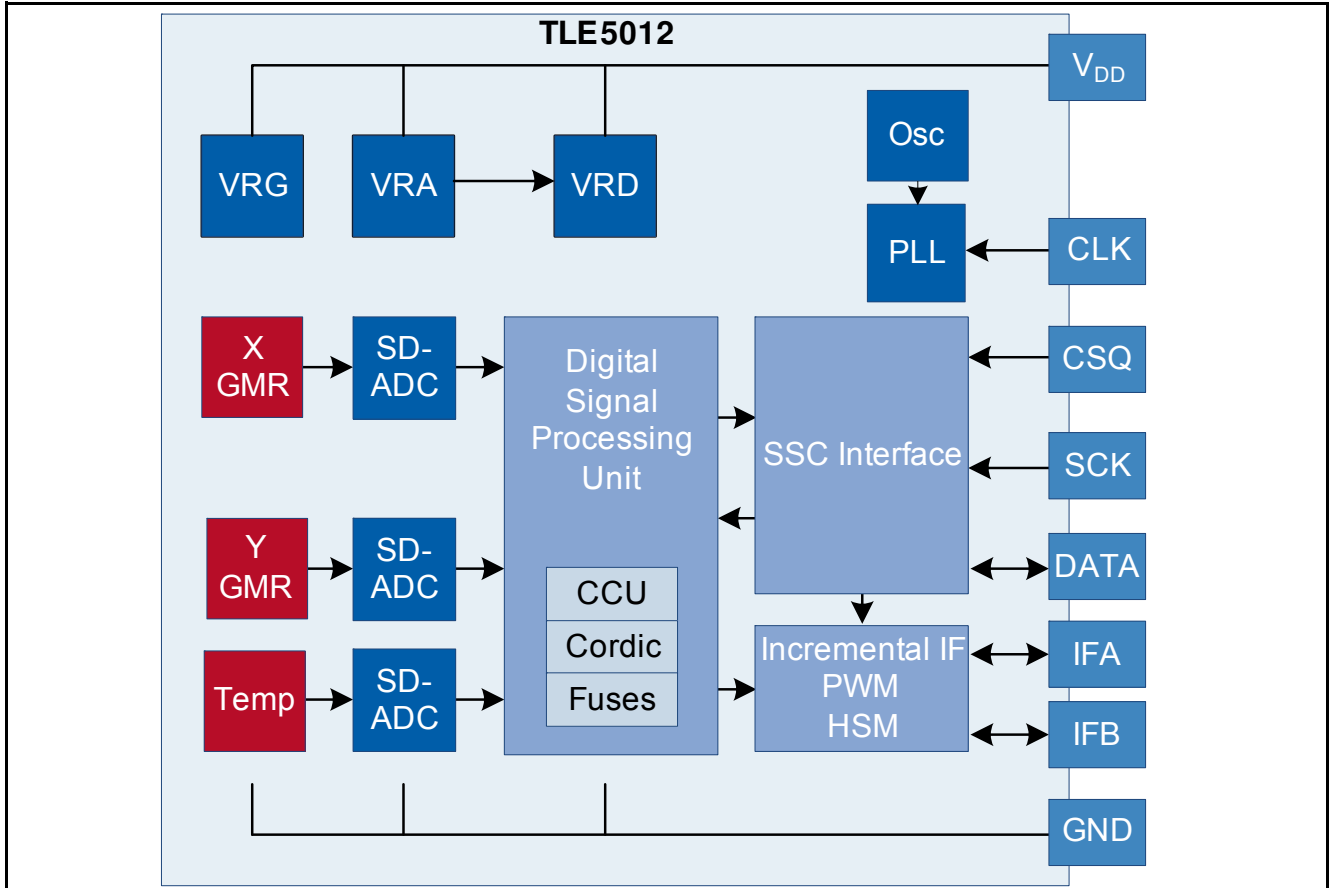 TLE5012
VDD
VRG
VRA
VRD
Osc
PLL
CLK
X
GMR
SD-
ADC
Digital
Signal
Processing
Unit
SSC Interface
CSQ
SCK
DATA
Y
GMR
SD-
ADC
CCU
Cordic
Fuses
Temp
SD-
ADC
Incremental IF
PWM
HSM
IFA
IFB
GND